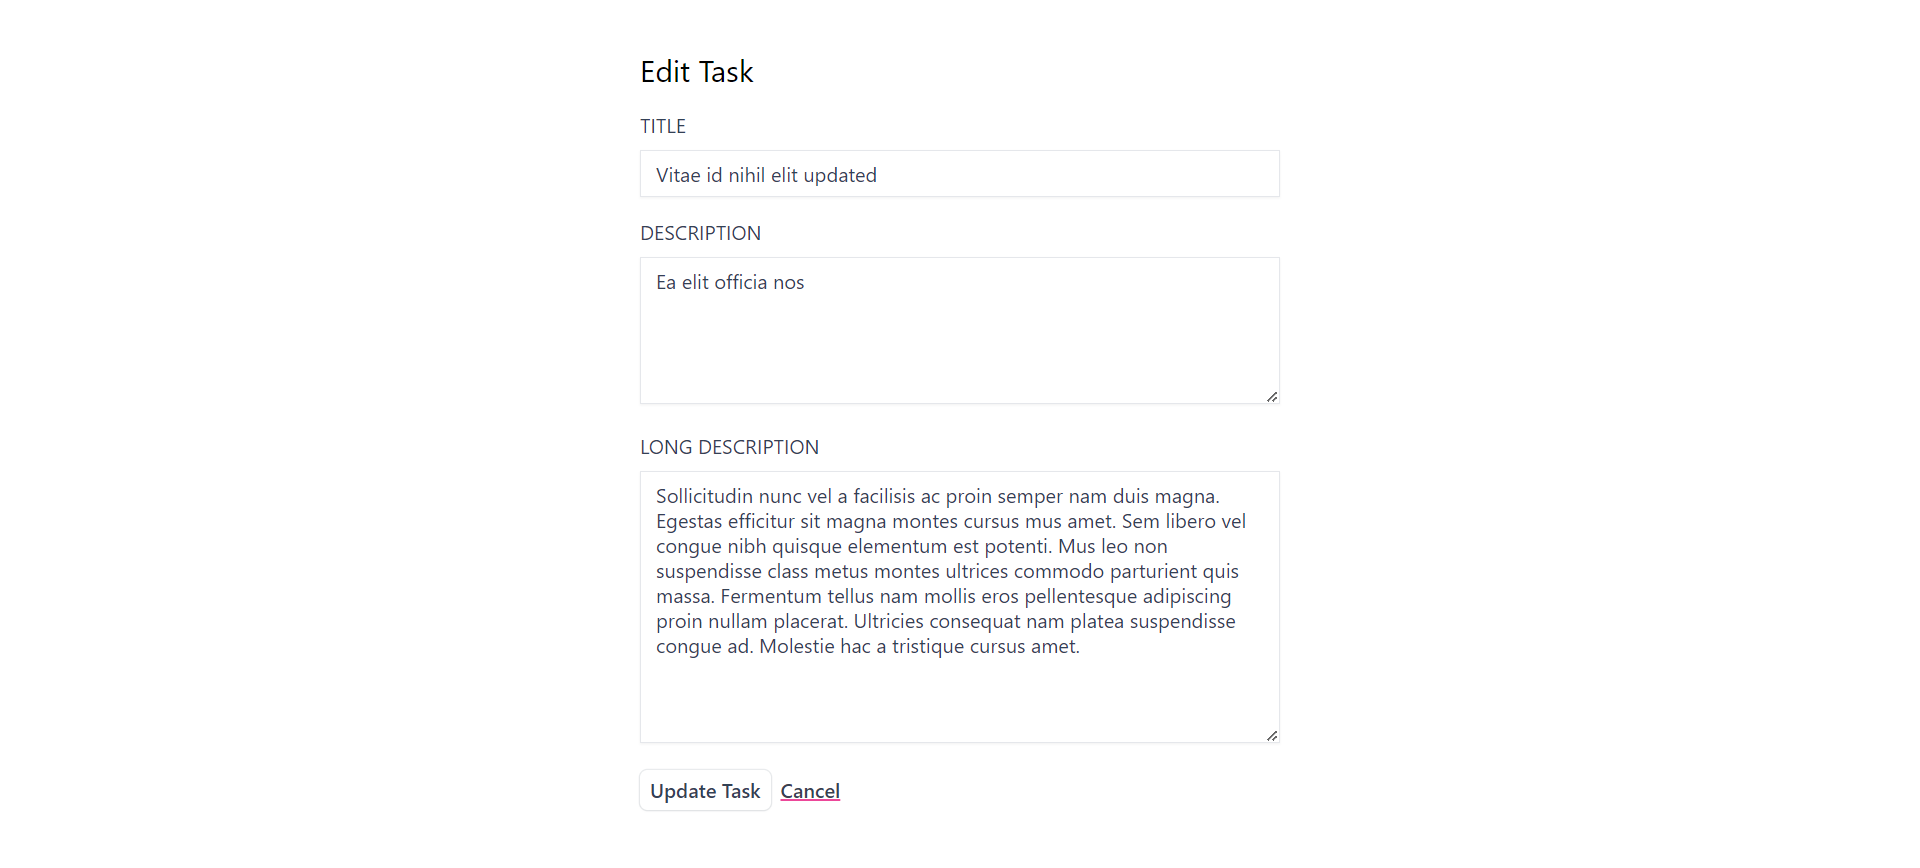 Edit Task
TITLE
Vitae id nihil elit updated
DESCRIPTION
Ea elit officia nos
LONG DESCRIPTION
Sollicitudin nunc vel a facilisis ac proin semper nam duis magna.
Egestas efficitur sit magna montes cursus mus amet. Sem libero vel
congue nibh quisque elementum est potenti. Mus leo non
suspendisse class metus montes ultrices commodo parturient quis
massa. Fermentum tellus nam mollis eros pellentesque adipiscing
proin nullam placerat. Ultricies consequat nam platea suspendisse
congue ad. Molestie hac a tristique cursus amet.
Update Task Cancel